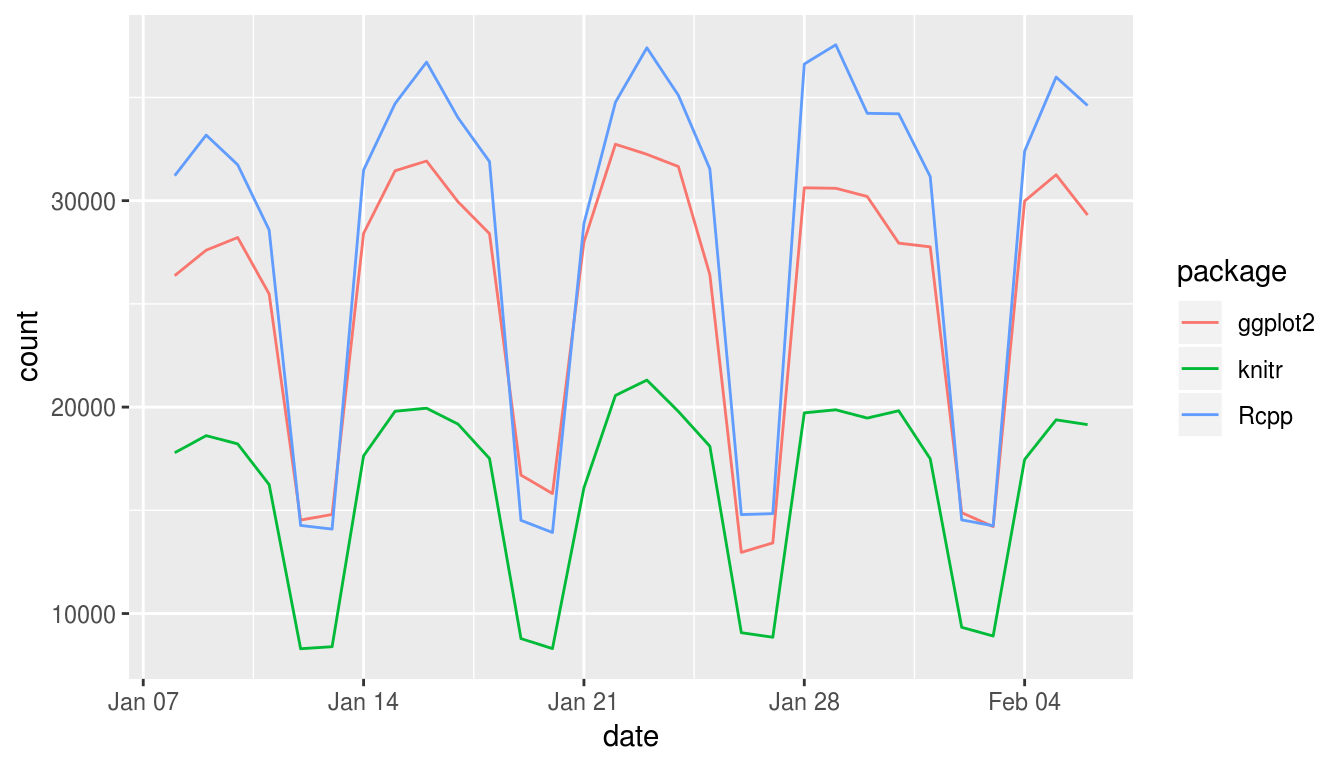 count
30000
20000
10000
Jan 07 Jan 14 Jan 21 Jan 28 Feb 04
date
package
ggplot2
knitr
Rcpp